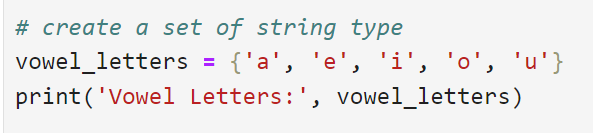 # create a set of string type
vowel_letters = {'a', 'e', 'i', 'o', 'u'}
print('Vowel Letters:', vowel_letters)